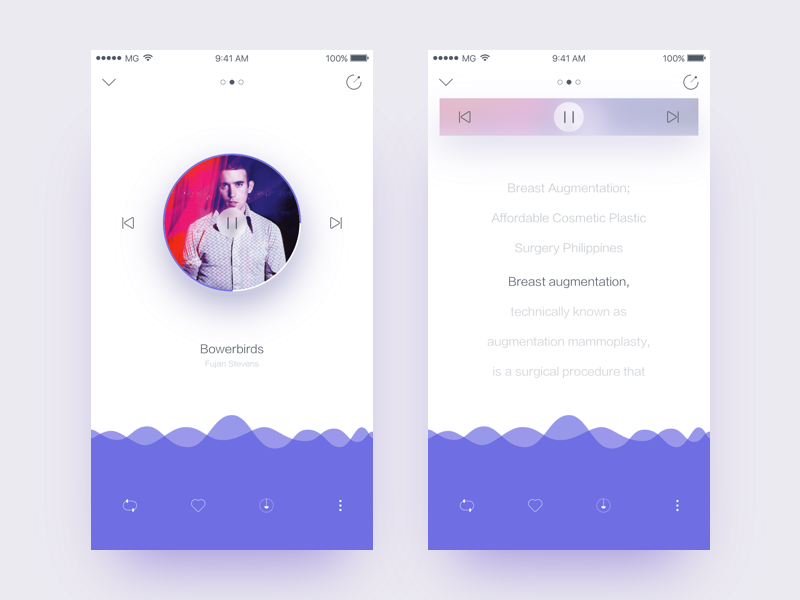 MG 9:41 AM 100%
Bowerbirds
Fujan Stevens
MG 9:41 AM 100%
Breast Augmentation;
Affordable Cosmetic Plastic
Surgery Philippines
Breast augmentation,
technically known as
augmentation mammoplasty,
is a surgical procedure that